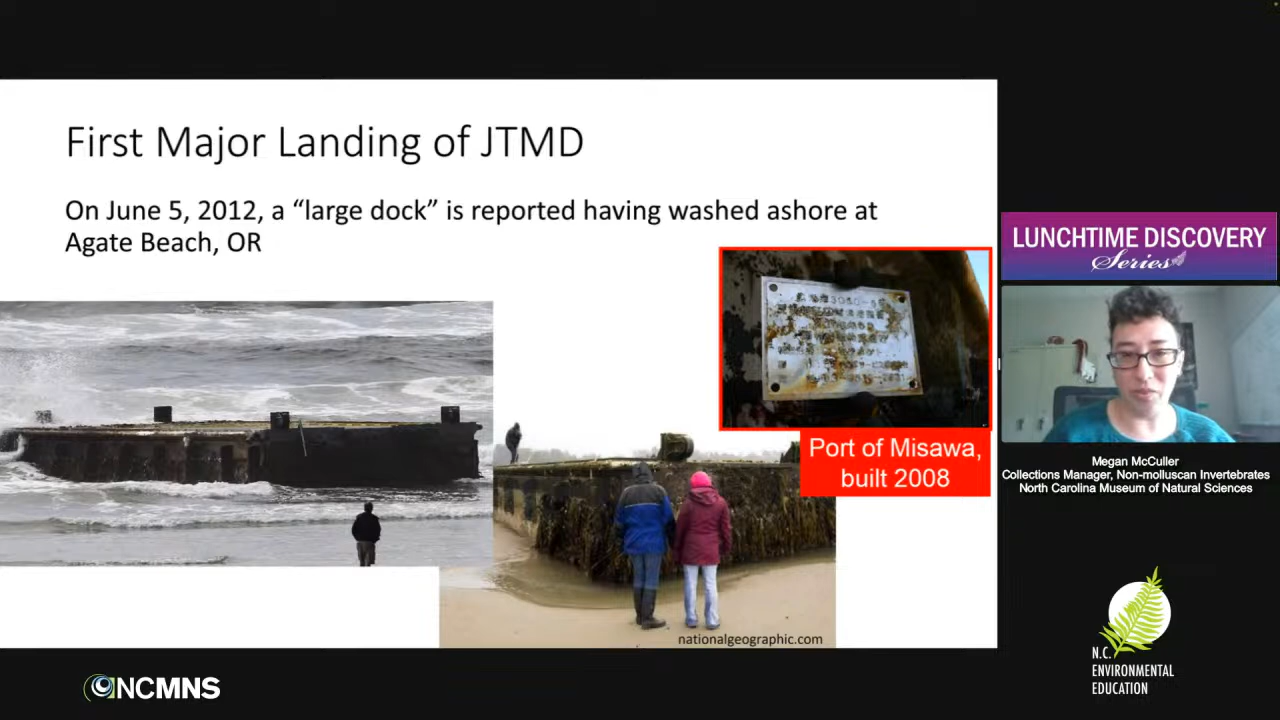 First Major Landing of JTMD
On June 5, 2012, a “large dock” is reported having washed ashore at
Agate Beach, OR
Port of Misawa,
built 2008
nationalgeographic.com
LUNCHTIME DISCOVERY
Series
Megan McCuller
Collections Manager, Non-molluscan Invertebrates
North Carolina Museum of Natural Sciences
NCMNS
N.C.
ENVIRONMENTAL
EDUCATION